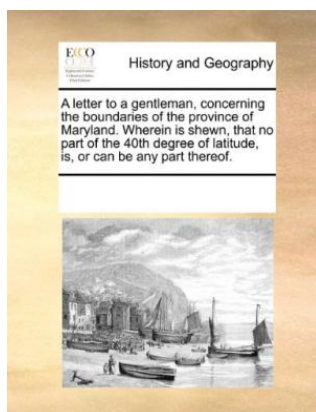 ECCO
History and Geography
A letter to a gentleman, concerning
the boundaries of the province of
Maryland. Wherein is shewn, that no
part of the 40th degree of latitude,
is, or can be any part thereof.